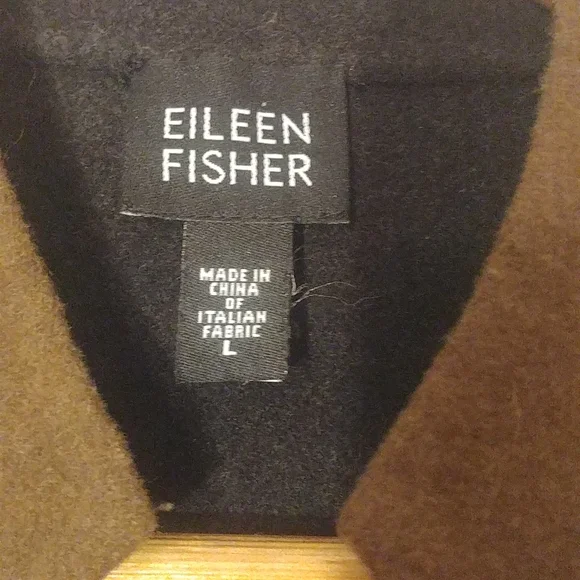 EILEEN
FISHER
MADE IN
CHINA
OF
ITALIAN
FABRIC
L